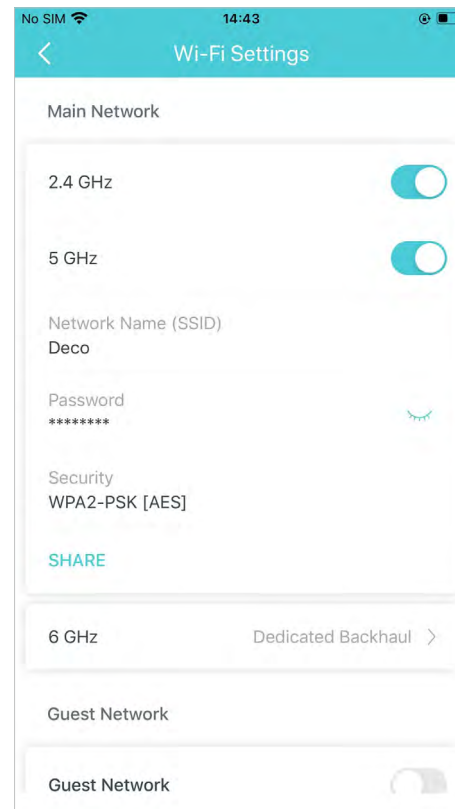 No SIM 14:43
Wi-Fi Settings
Main Network
2.4 GHz
5 GHz
Network Name (SSID)
Deco
Password
********
Security
WPA2-PSK [AES]
SHARE
6 GHz Dedicated Backhaul
Guest Network
Guest Network